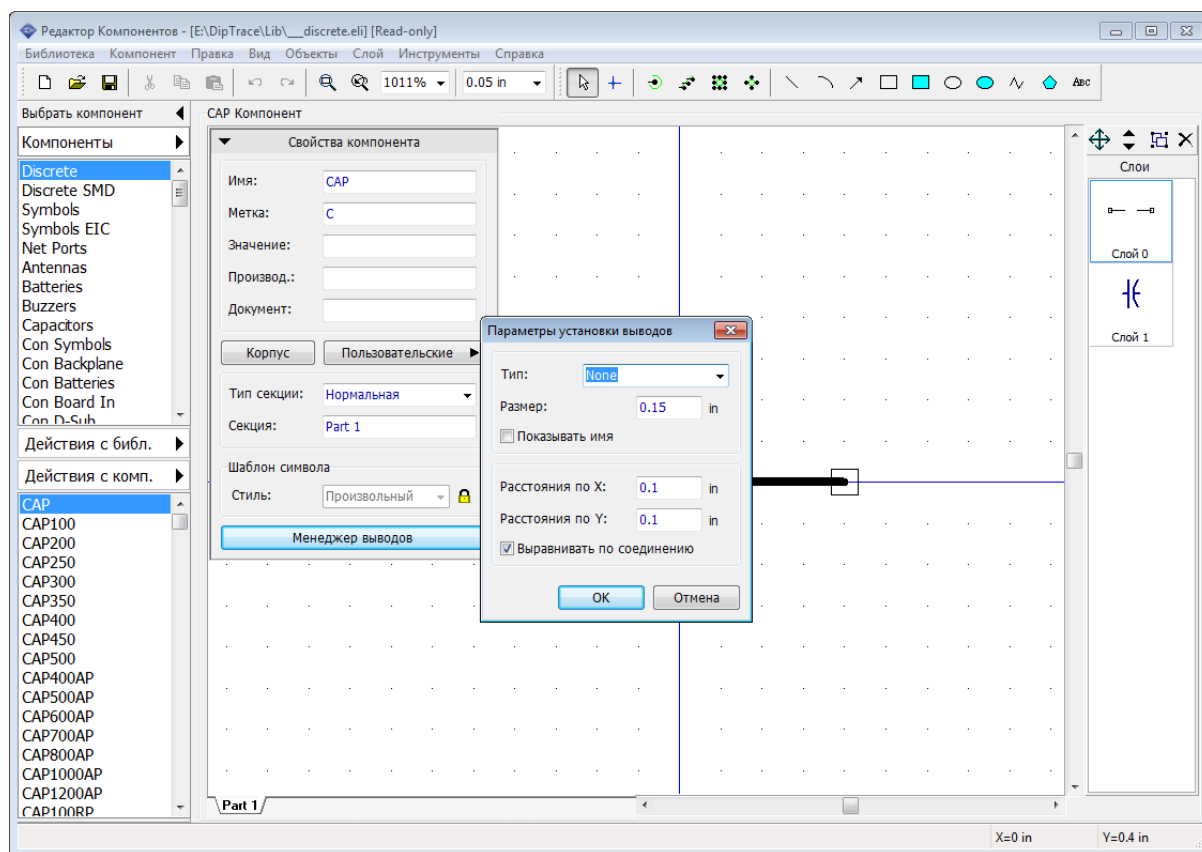 Редактор Компонентов - [E:\DipTrace\Lib\___discrete.eli] [Read-only]
Библиотека Компонент Правка Вид Объекты Слой Инструменты Справка
1011% 0.05 in ABC
Выбрать компонент
Компоненты
Discrete
Discrete SMD
Symbols
Symbols EIC
Net Ports
Antennas
Batteries
Buzzers
Capacitors
Con Symbols
Con Backplane
Con Batteries
Con Board In
Con D-Sub
Действия с библ.
Действия с комп.
CAP
CAP100
CAP200
CAP250
CAP300
CAP350
CAP400
CAP450
CAP500
CAP400AP
CAP500AP
CAP600AP
CAP700AP
CAP800AP
CAP1000AP
CAP1200AP
CAP100RP
CAP Компонент
Свойства компонента
Имя: CAP
Метка: C
Значение:
Производ.:
Документ:
Корпус Пользовательские
Тип секции: Нормальная
Секция: Part 1
Шаблон символа
Стиль: Произвольный
Менеджер выводов
Параметры установки выводов
Тип: None
Размер: 0.15 in
Показывать имя
Расстояния по X: 0.1 in
Расстояния по Y: 0.1 in
Выравнивать по соединению
OK Отмена
Слои
Слой 0
Слой 1
Part 1
X=0 in Y=0.4 in